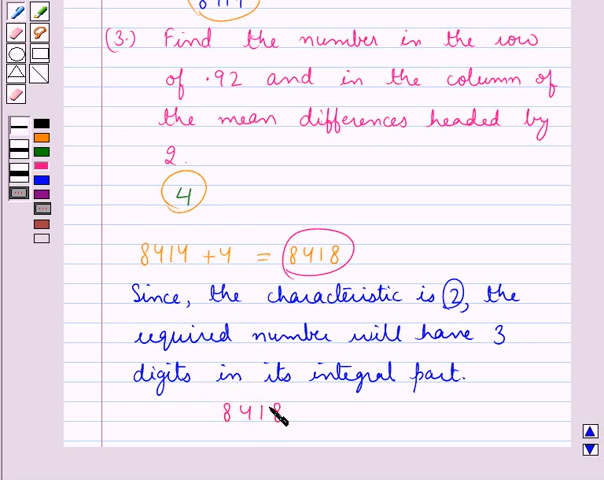 (3.) Find the number in the row
of .92 and in the column of
the mean differences headed by
2.
4
8414 + 4 = 8418
Since, the characteristic is 2, the
required number will have 3
digits in its integral part.
8418